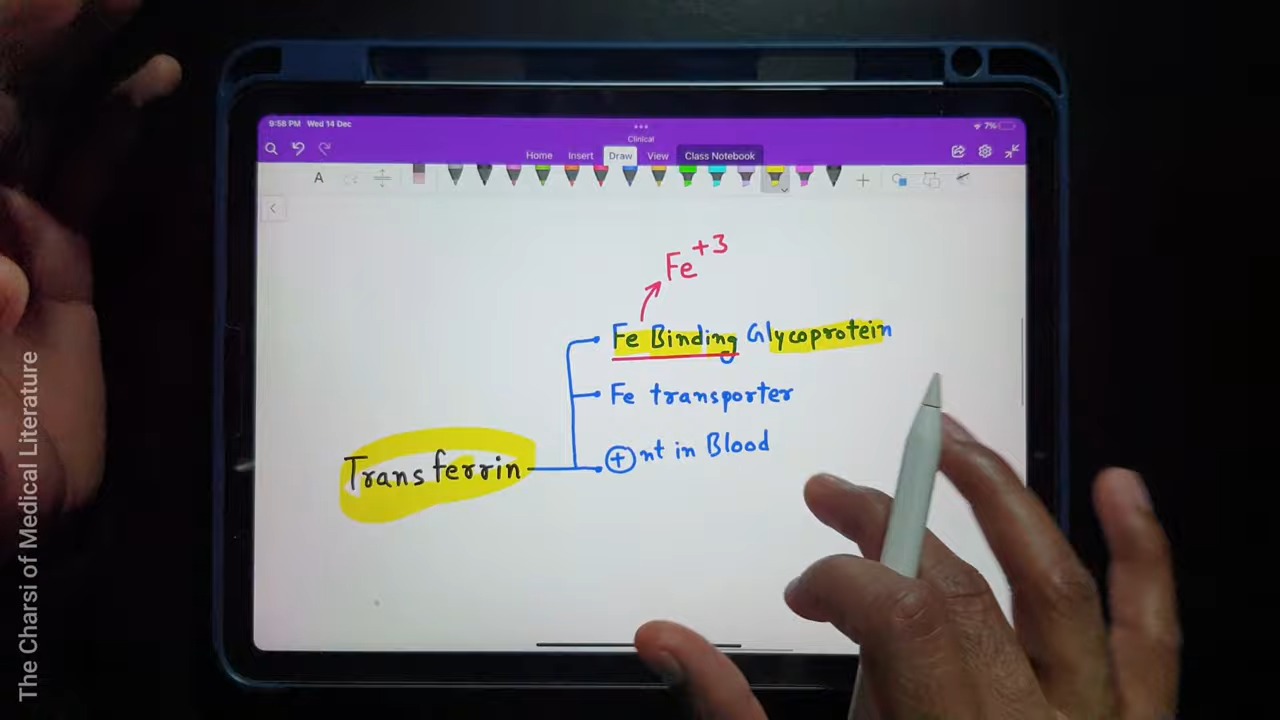 9:58 PM Wed 14 Dec
7%
Clinical
Home Insert Draw View Class Notebook
A
Fe+3
Fe Binding Glycoprotein
Fe transporter
+nt in Blood
Transferrin
The Charsi of Medical Literature